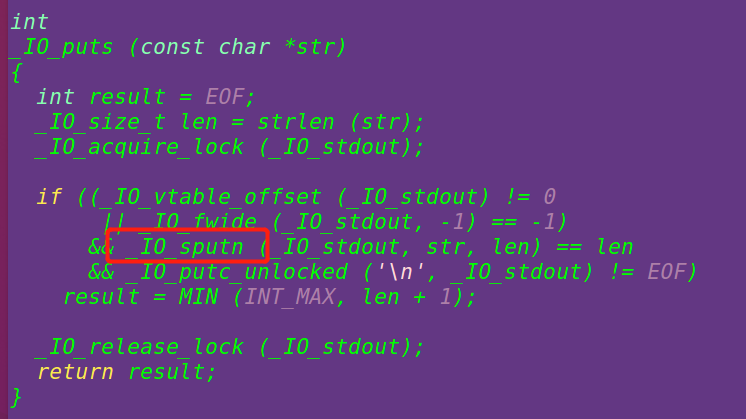 int
_IO_puts (const char *str)
{
  int result = EOF;
  _IO_size_t len = strlen (str);
  _IO_acquire_lock (_IO_stdout);

  if ((_IO_vtable_offset (_IO_stdout) != 0
       || _IO_fwide (_IO_stdout, -1) == -1)
      && _IO_sputn (_IO_stdout, str, len) == len
      && _IO_putc_unlocked ('\n', _IO_stdout) != EOF)
    result = MIN (INT_MAX, len + 1);

  _IO_release_lock (_IO_stdout);
  return result;
}